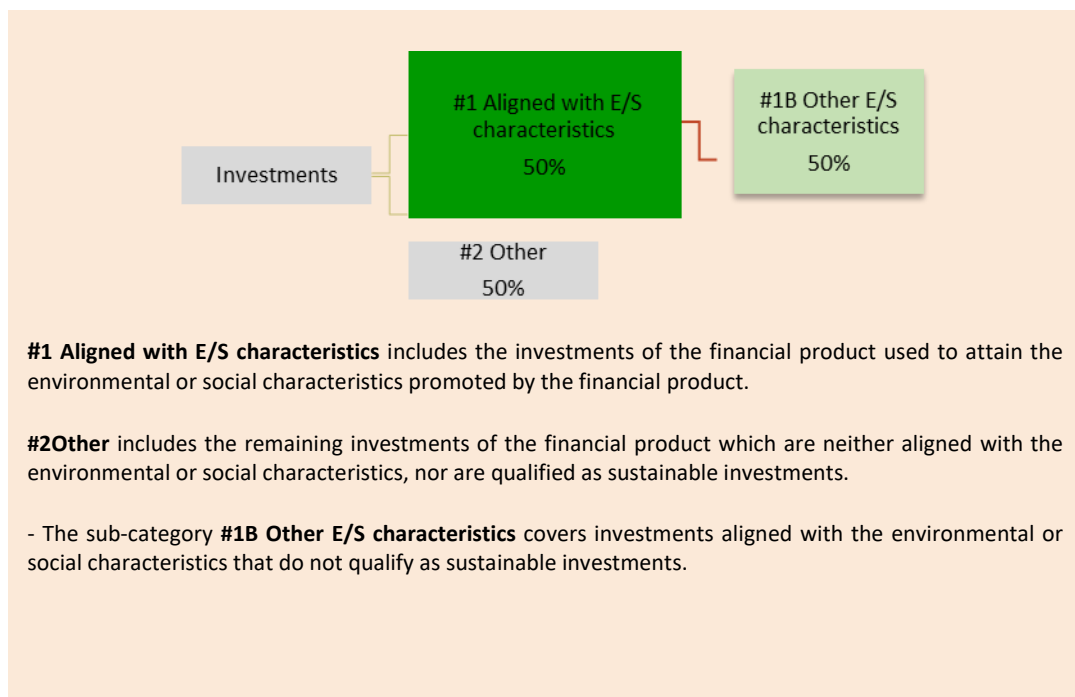 #1 Aligned with E/S
characteristics
50%
#1B Other E/S
characteristics
50%
Investments
#2 Other
50%
#1 Aligned with E/S characteristics includes the investments of the financial product used to attain the
environmental or social characteristics promoted by the financial product.
#2Other includes the remaining investments of the financial product which are neither aligned with the
environmental or social characteristics, nor are qualified as sustainable investments.
- The sub-category #1B Other E/S characteristics covers investments aligned with the environmental or
social characteristics that do not qualify as sustainable investments.